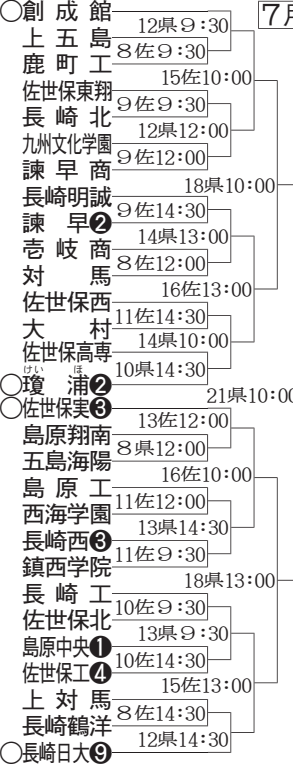 7月
○創成館
12県9:30
上五島
8佐9:30
鹿町工
15佐10:00
佐世保東翔
9佐9:30
長崎北
12県12:00
九州文化学園
9佐12:00
諫早商
18県10:00
長崎明誠
9佐14:30
諫早❷
14県13:00
壱岐商
8佐12:00
対馬
16佐13:00
佐世保西
11佐14:30
大村
14県10:00
佐世保高専
10県14:30
けい ほ
○瓊浦❷
21県10:00
○佐世保実❸
13佐12:00
島原翔南
8県12:00
五島海陽
16佐10:00
島原工
11佐12:00
西海学園
13県14:30
長崎西❸
11佐9:30
鎮西学院
18県13:00
長崎工
10佐9:30
佐世保北
13県9:30
島原中央❶
10佐14:30
佐世保工❹
15佐13:00
上対馬
8佐14:30
長崎鶴洋
12県14:30
○長崎日大❾